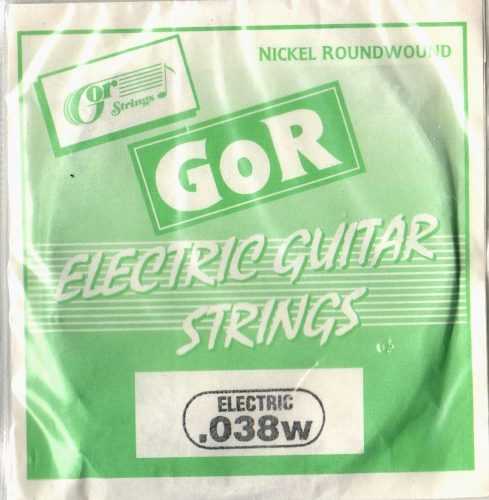 NICKEL ROUNDWOUND
Gor
Strings
GOR
ELECTRIC GUITAR
STRINGS
ELECTRIC
.038W